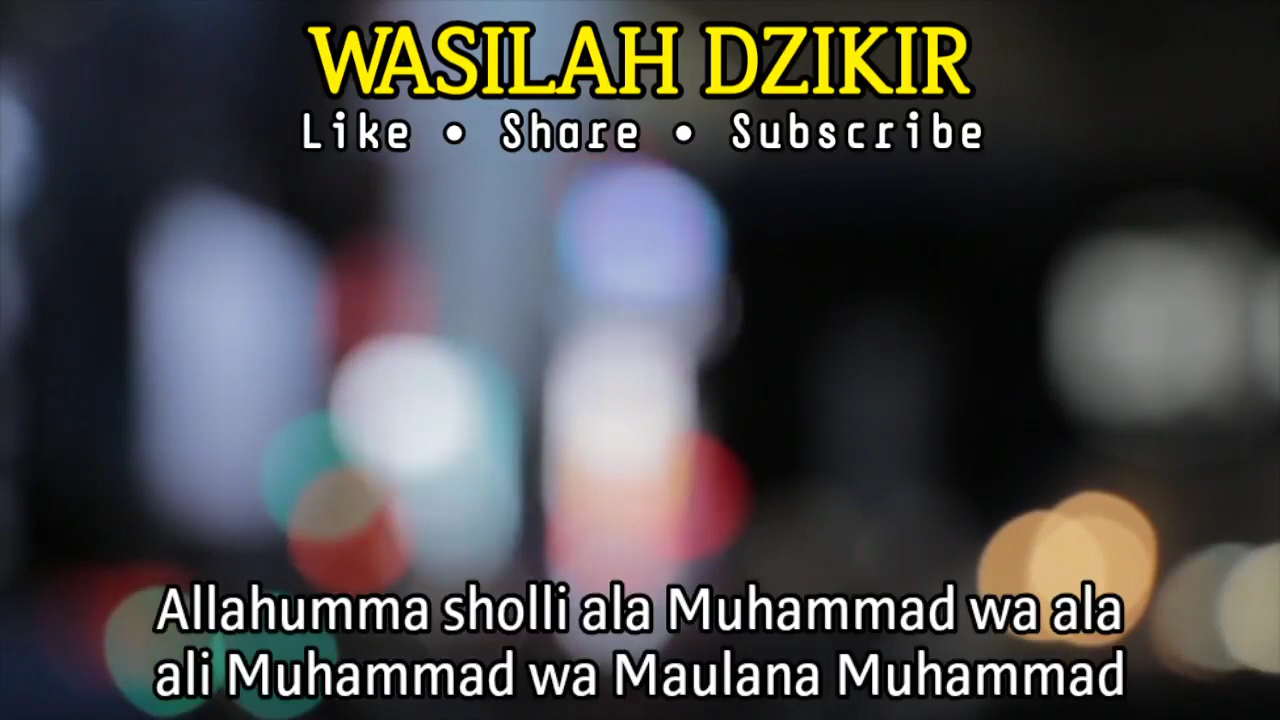 WASILAH DZIKIR
Like • Share • Subscribe
Allahumma sholli ala Muhammad wa ala
ali Muhammad wa Maulana Muhammad